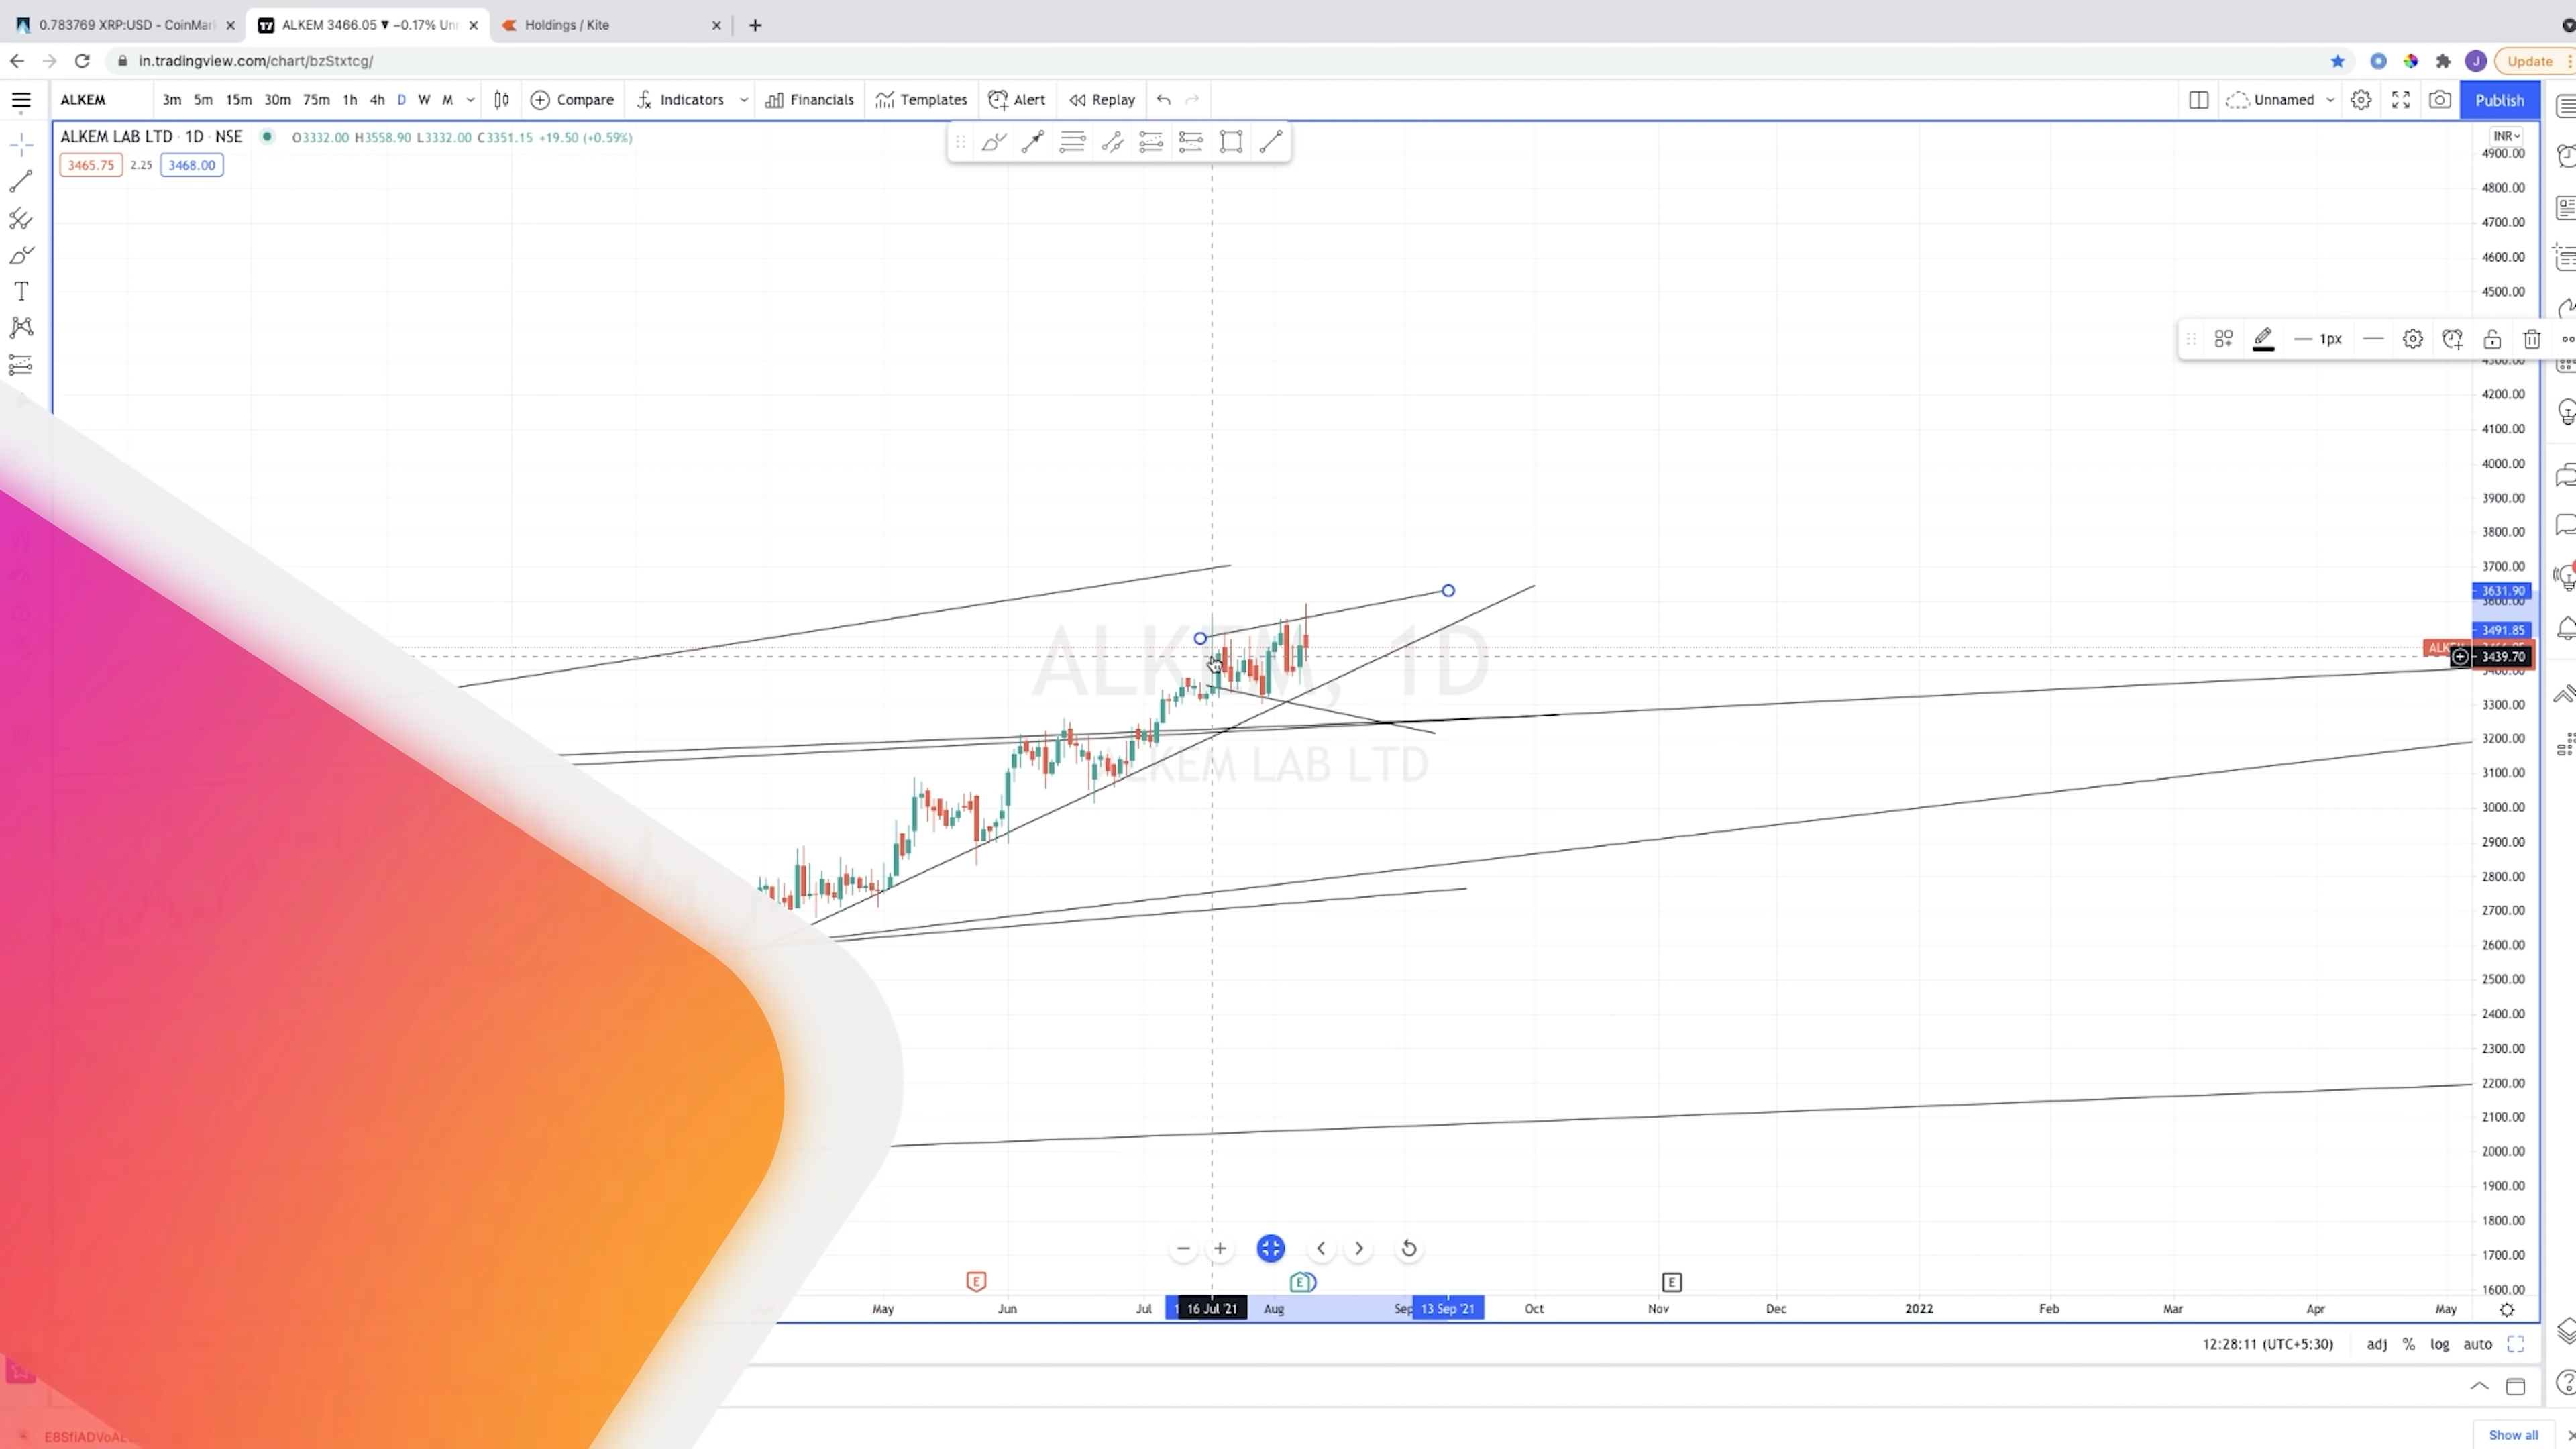 0.783769 XRP:USD - CoinMar
ALKEM 3466.05 ▼ −0.17% Un
Holdings / Kite
in.tradingview.com/chart/bzStxtcg/
J
Update
ALKEM
3m 5m 15m 30m 75m 1h 4h D W M
Compare
Indicators
Financials
Templates
Alert
Replay
Unnamed
Publish
ALKEM LAB LTD · 1D · NSE
O3332.00 H3558.90 L3332.00 C3351.15 +19.50 (+0.59%)
3465.75 2.25 3468.00
INR
4900.00
4800.00
4700.00
4600.00
4500.00
1px
4300.00
4200.00
4100.00
4000.00
3900.00
3800.00
3700.00
3631.90
3600.00
3491.85
3439.70
3400.00
3300.00
3200.00
3100.00
3000.00
2900.00
2800.00
2700.00
2600.00
2500.00
2400.00
2300.00
2200.00
2100.00
2000.00
1900.00
1800.00
1700.00
1600.00
ALKEM, 1D
ALKEM LAB LTD
E
E
E
May Jun Jul 16 Jul '21 Aug Sep 13 Sep '21 Oct Nov Dec 2022 Feb Mar Apr May
12:28:11 (UTC+5:30) adj % log auto
Show all